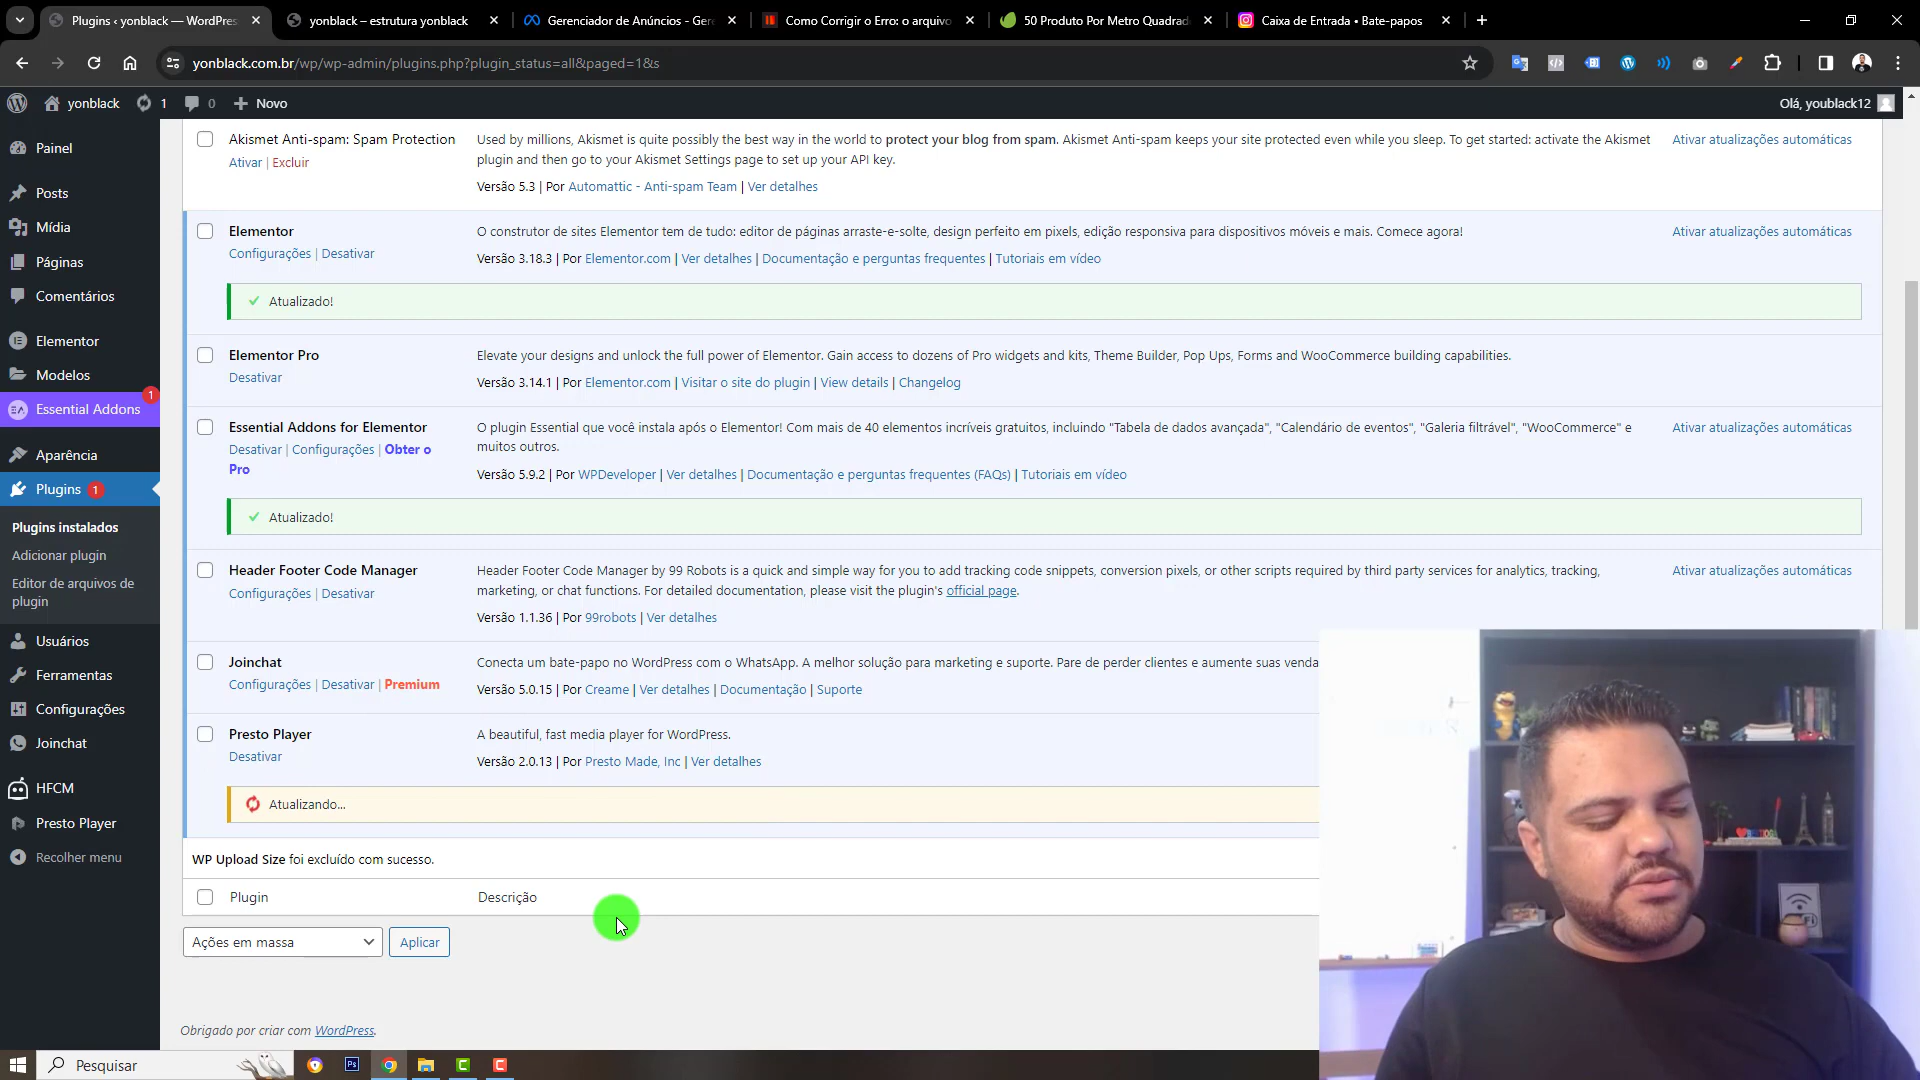 Plugins ‹ yonblack — WordPres
yonblack – estrutura yonblack
Gerenciador de Anúncios - Ger
Como Corrigir o Erro: o arquivo
50 Produto Por Metro Quadrad
Caixa de Entrada • Bate-papos
yonblack.com.br/wp/wp-admin/plugins.php?plugin_status=all&paged=1&s
yonblack
1
0
Novo
Olá, youblack12
Painel
Posts
Mídia
Páginas
Comentários
Elementor
Modelos
Essential Addons
1
Aparência
Plugins 1
Plugins instalados
Adicionar plugin
Editor de arquivos de
plugin
Usuários
Ferramentas
Configurações
Joinchat
HFCM
Presto Player
Recolher menu
Akismet Anti-spam: Spam Protection
Ativar | Excluir
Used by millions, Akismet is quite possibly the best way in the world to protect your blog from spam. Akismet Anti-spam keeps your site protected even while you sleep. To get started: activate the Akismet
plugin and then go to your Akismet Settings page to set up your API key.
Versão 5.3 | Por Automattic - Anti-spam Team | Ver detalhes
Ativar atualizações automáticas
Elementor
Configurações | Desativar
O construtor de sites Elementor tem de tudo: editor de páginas arraste-e-solte, design perfeito em pixels, edição responsiva para dispositivos móveis e mais. Comece agora!
Versão 3.18.3 | Por Elementor.com | Ver detalhes | Documentação e perguntas frequentes | Tutoriais em vídeo
Ativar atualizações automáticas
Atualizado!
Elementor Pro
Desativar
Elevate your designs and unlock the full power of Elementor. Gain access to dozens of Pro widgets and kits, Theme Builder, Pop Ups, Forms and WooCommerce building capabilities.
Versão 3.14.1 | Por Elementor.com | Visitar o site do plugin | View details | Changelog
Essential Addons for Elementor
Desativar | Configurações | Obter o
Pro
O plugin Essential que você instala após o Elementor! Com mais de 40 elementos incríveis gratuitos, incluindo "Tabela de dados avançada", "Calendário de eventos", "Galeria filtrável", "WooCommerce" e
muitos outros.
Versão 5.9.2 | Por WPDeveloper | Ver detalhes | Documentação e perguntas frequentes (FAQs) | Tutoriais em vídeo
Ativar atualizações automáticas
Atualizado!
Header Footer Code Manager
Configurações | Desativar
Header Footer Code Manager by 99 Robots is a quick and simple way for you to add tracking code snippets, conversion pixels, or other scripts required by third party services for analytics, tracking,
marketing, or chat functions. For detailed documentation, please visit the plugin's official page.
Versão 1.1.36 | Por 99robots | Ver detalhes
Ativar atualizações automáticas
Joinchat
Configurações | Desativar | Premium
Conecta um bate-papo no WordPress com o WhatsApp. A melhor solução para marketing e suporte. Pare de perder clientes e aumente suas venda
Versão 5.0.15 | Por Creame | Ver detalhes | Documentação | Suporte
Presto Player
Desativar
A beautiful, fast media player for WordPress.
Versão 2.0.13 | Por Presto Made, Inc | Ver detalhes
Atualizando...
WP Upload Size foi excluído com sucesso.
Plugin
Descrição
Ações em massa
Aplicar
Obrigado por criar com WordPress.
Pesquisar
Ps